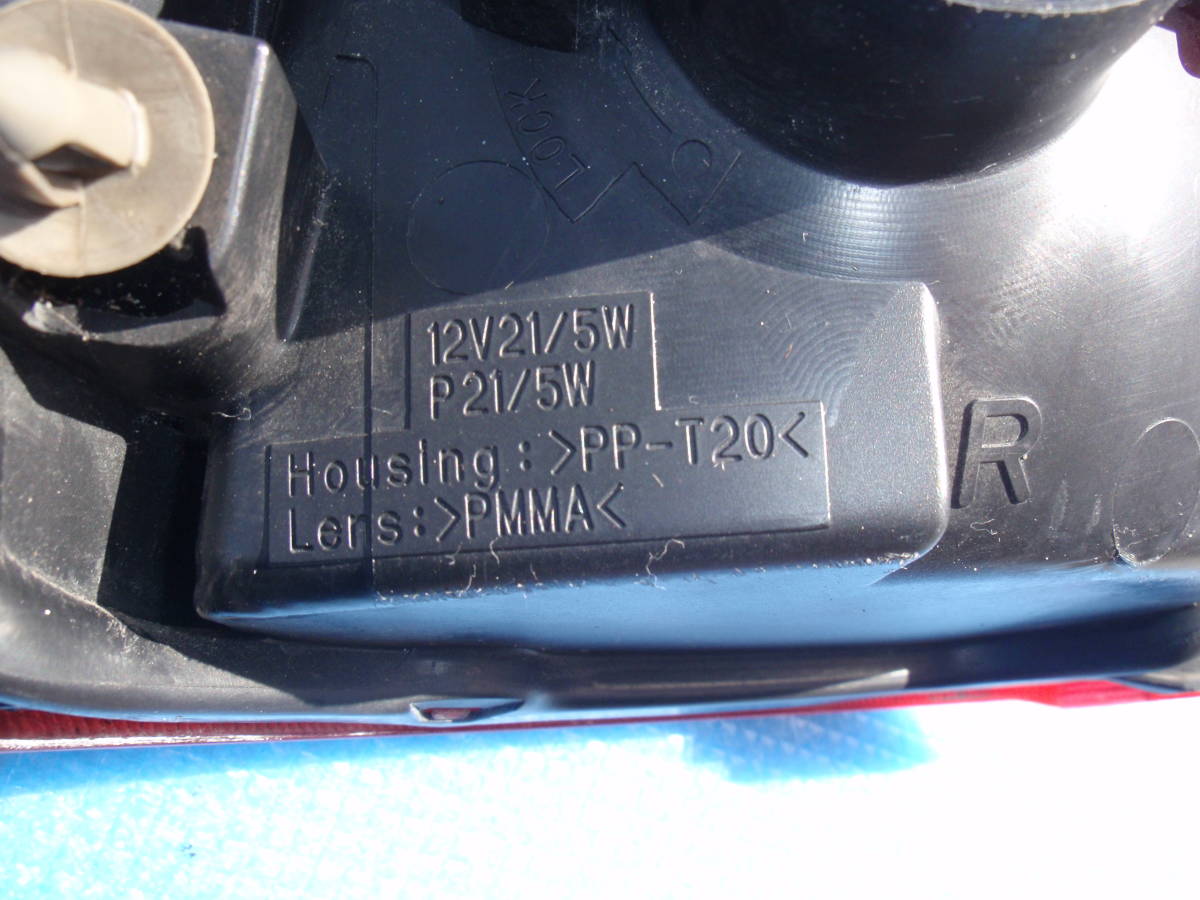 LOCK
12V21/5W
P21/5W
Housing:>PP-T20<
Lens:>PMMA<
R